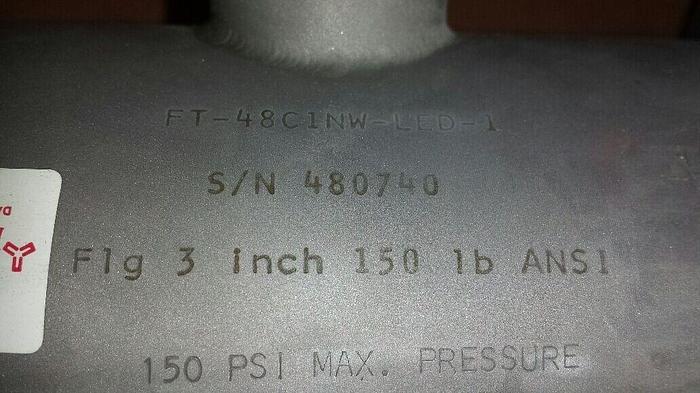 FT-48C1NW-LED-1
S/N 480740
Flg 3 inch 150 lb ANSI
150 PSI MAX. PRESSURE